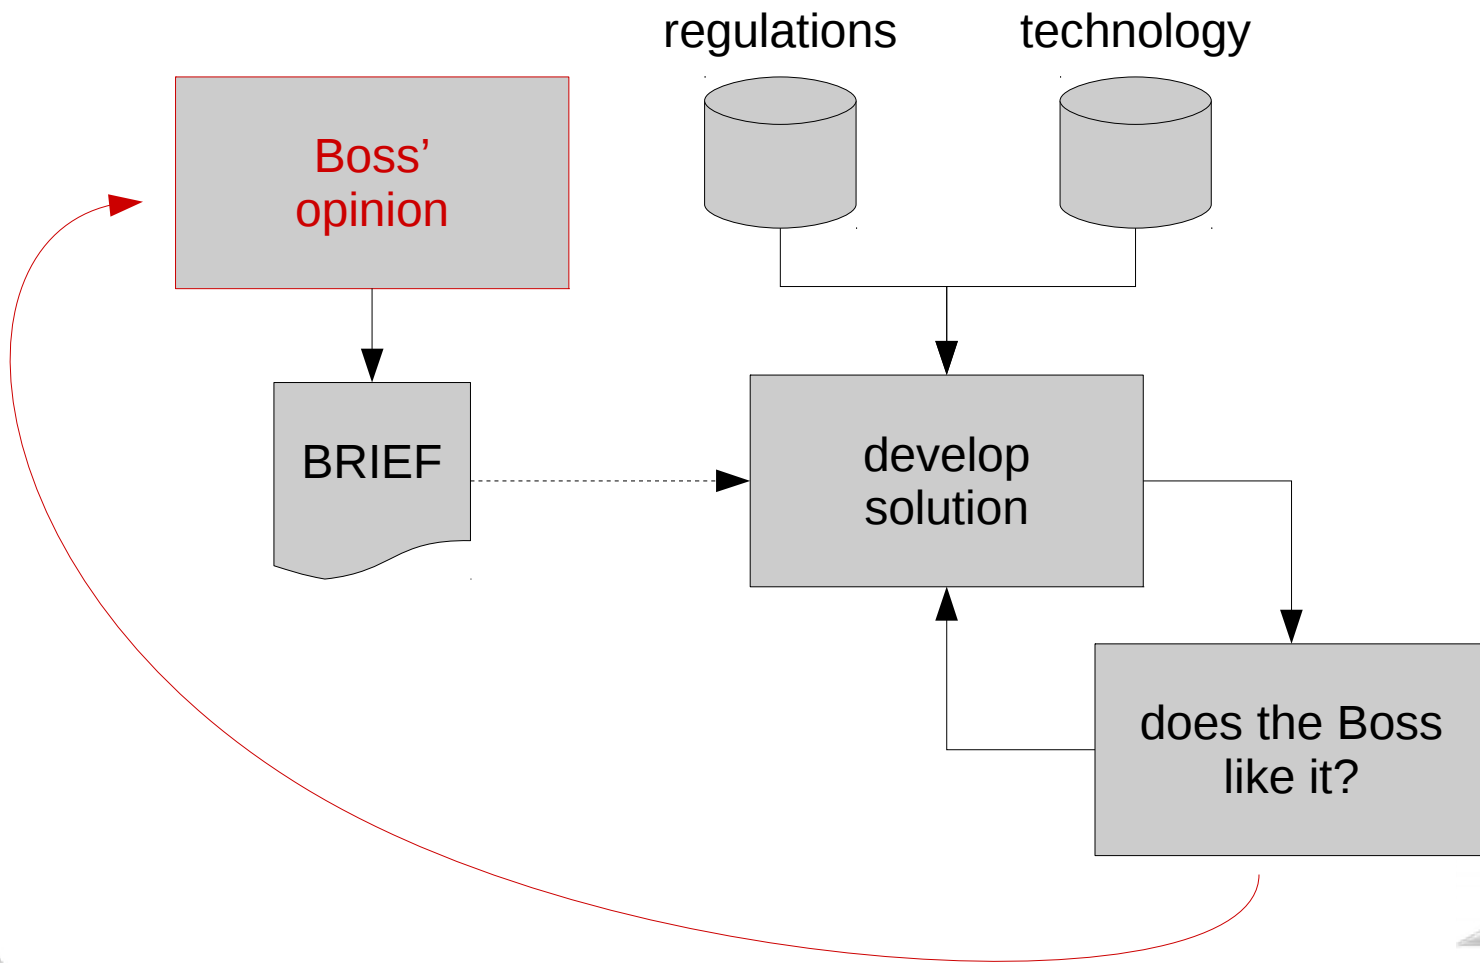 regulations
technology
Boss’
opinion
BRIEF
develop
solution
does the Boss
like it?